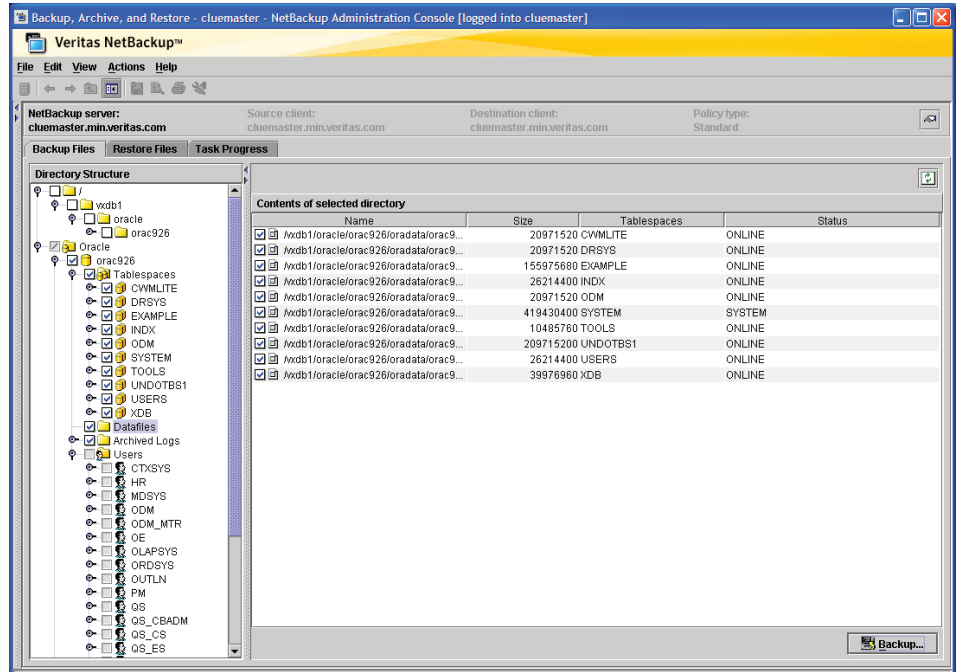 Backup, Archive, and Restore - cluemaster - NetBackup Administration Console [logged into cluemaster]
Veritas NetBackup™
File Edit View Actions Help
NetBackup server: Source client: Destination client: Policy type:
cluemaster.min.veritas.com cluemaster.min.veritas.com cluemaster.min.veritas.com Standard
Backup Files Restore Files Task Progress
Directory Structure
/
vxdb1
oracle
orac926
Oracle
orac926
Tablespaces
CWMLITE
DRSYS
EXAMPLE
INDX
ODM
SYSTEM
TOOLS
UNDOTBS1
USERS
XDB
Datafiles
Archived Logs
Users
CTXSYS
HR
MDSYS
ODM
ODM_MTR
OE
OLAPSYS
ORDSYS
OUTLN
PM
QS
QS_CBADM
QS_CS
QS_ES
Contents of selected directory
Name Size Tablespaces Status
/vxdb1/oracle/orac926/oradata/orac9... 20971520 CWMLITE ONLINE
/vxdb1/oracle/orac926/oradata/orac9... 20971520 DRSYS ONLINE
/vxdb1/oracle/orac926/oradata/orac9... 155975680 EXAMPLE ONLINE
/vxdb1/oracle/orac926/oradata/orac9... 26214400 INDX ONLINE
/vxdb1/oracle/orac926/oradata/orac9... 20971520 ODM ONLINE
/vxdb1/oracle/orac926/oradata/orac9... 419430400 SYSTEM SYSTEM
/vxdb1/oracle/orac926/oradata/orac9... 10485760 TOOLS ONLINE
/vxdb1/oracle/orac926/oradata/orac9... 209715200 UNDOTBS1 ONLINE
/vxdb1/oracle/orac926/oradata/orac9... 26214400 USERS ONLINE
/vxdb1/oracle/orac926/oradata/orac9... 39976960 XDB ONLINE
Backup...